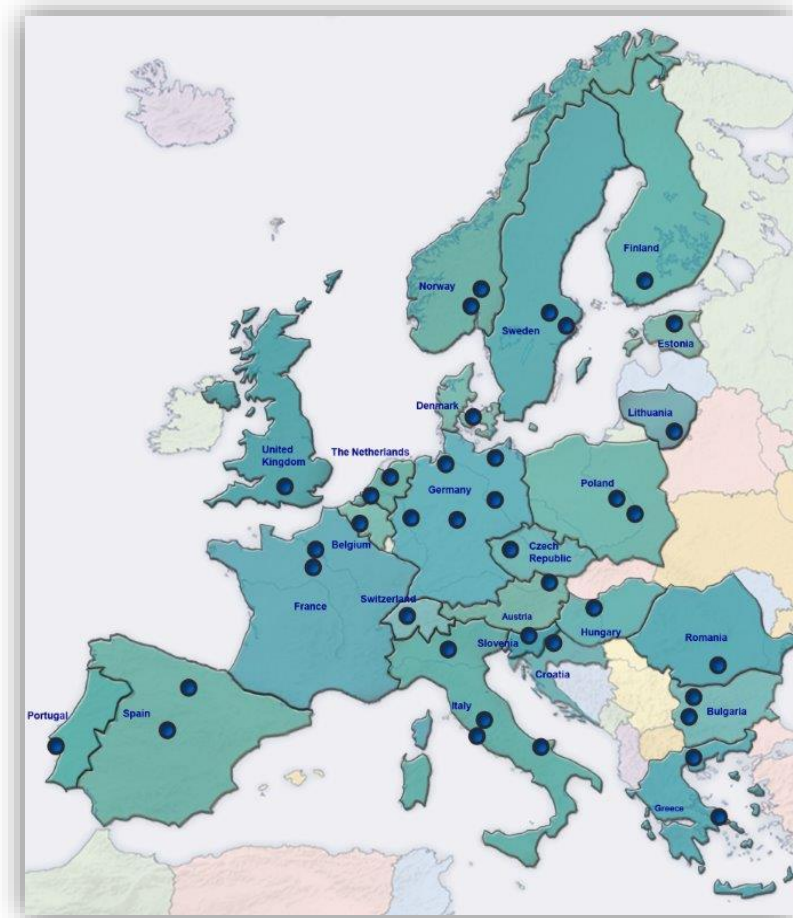 Finland
Norway
Sweden
Estonia
Denmark
Lithuania
United
Kingdom
The Netherlands
Germany
Poland
Belgium
Czech
Republic
France
Switzerland
Austria
Slovenia
Hungary
Romania
Croatia
Portugal
Spain
Italy
Bulgaria
Greece